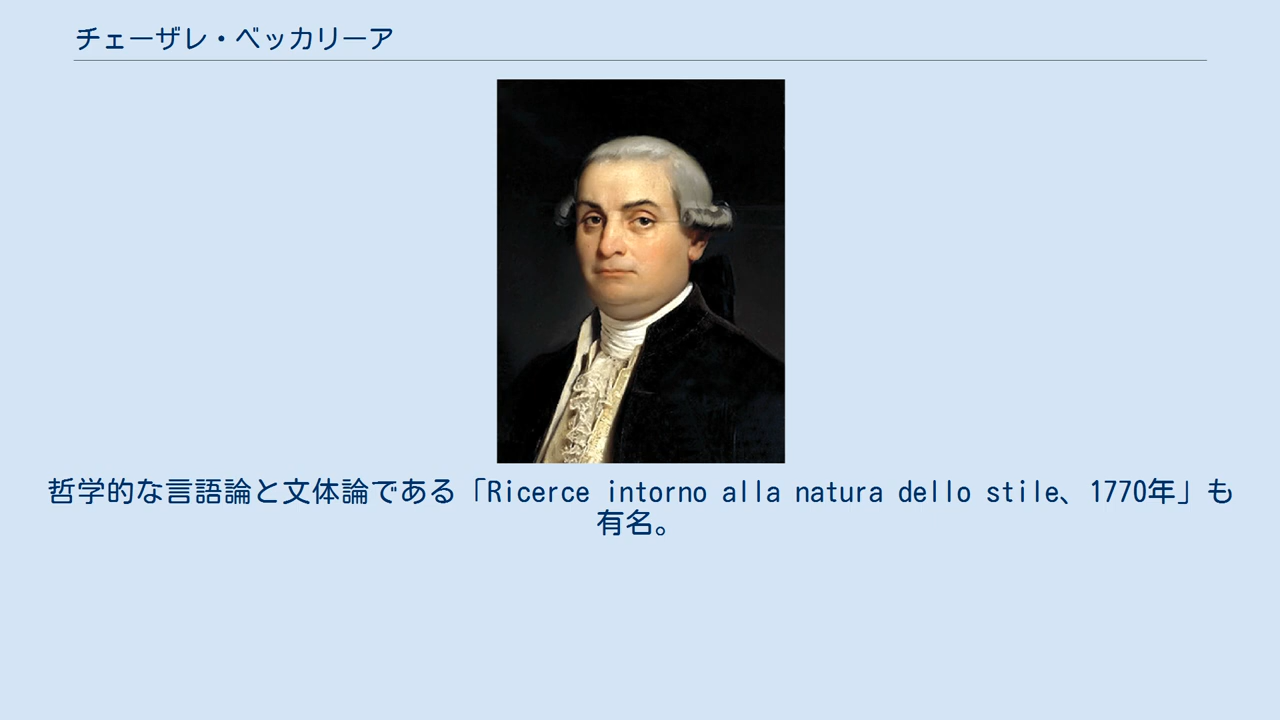 チェーザレ・ベッカリーア
哲学的な言語論と文体論である「Ricerce intorno alla natura dello stile、1770年」も
有名。